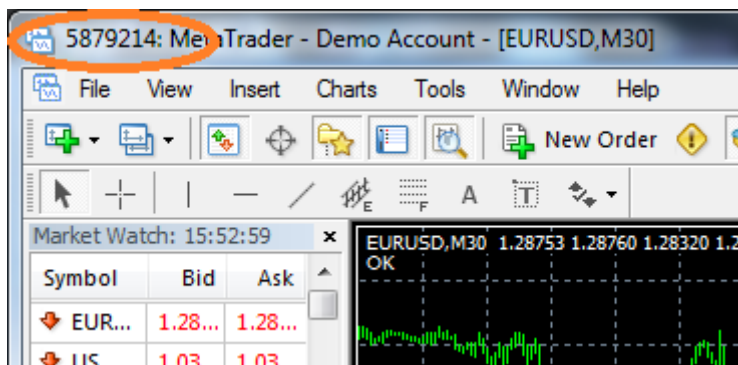 5879214: MetaTrader - Demo Account - [EURUSD,M30]
File View Insert Charts Tools Window Help
New Order
E F A T
Market Watch: 15:52:59 x
EURUSD,M30 1.28753 1.28760 1.28320 1.2
OK
Symbol Bid Ask
EUR... 1.28... 1.28...
US 1.03 1.03